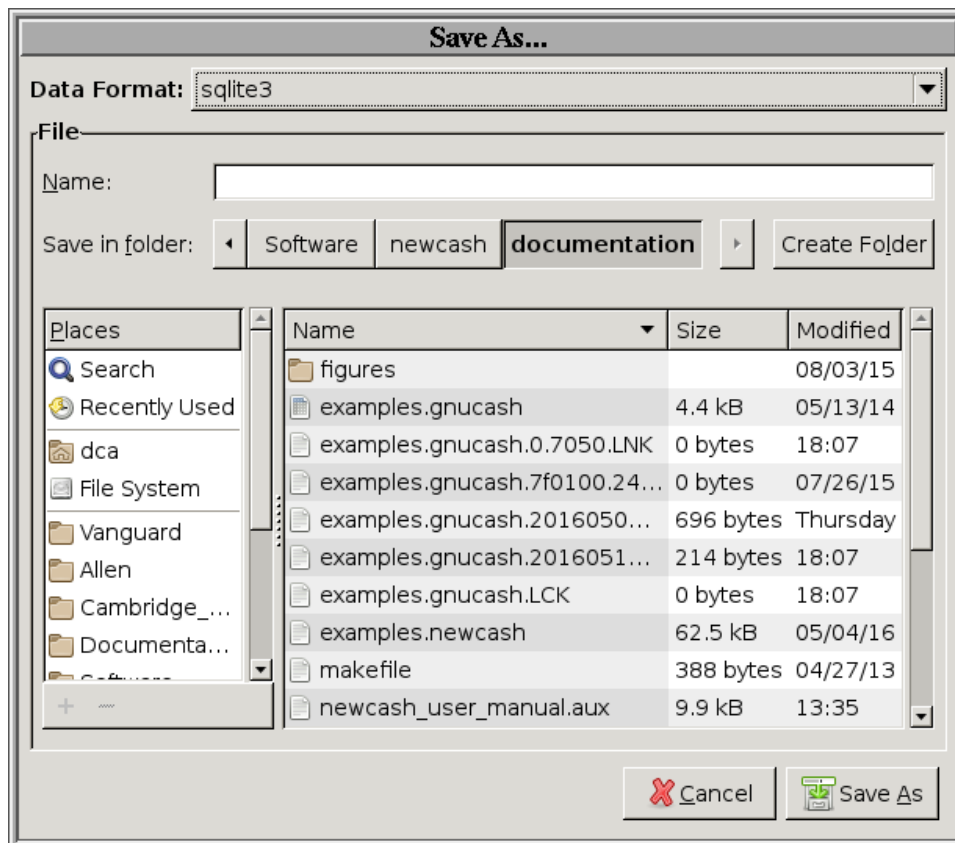 Save As...
Data Format: sqlite3
File
Name:
Save in folder: Software newcash documentation Create Folder
Places
Search
Recently Used
dca
File System
Vanguard
Allen
Cambridge_...
Documenta...
Name Size Modified
figures 08/03/15
examples.gnucash 4.4 kB 05/13/14
examples.gnucash.0.7050.LNK 0 bytes 18:07
examples.gnucash.7f0100.24... 0 bytes 07/26/15
examples.gnucash.2016050... 696 bytes Thursday
examples.gnucash.2016051... 214 bytes 18:07
examples.gnucash.LCK 0 bytes 18:07
examples.newcash 62.5 kB 05/04/16
makefile 388 bytes 04/27/13
newcash_user_manual.aux 9.9 kB 13:35
Cancel Save As